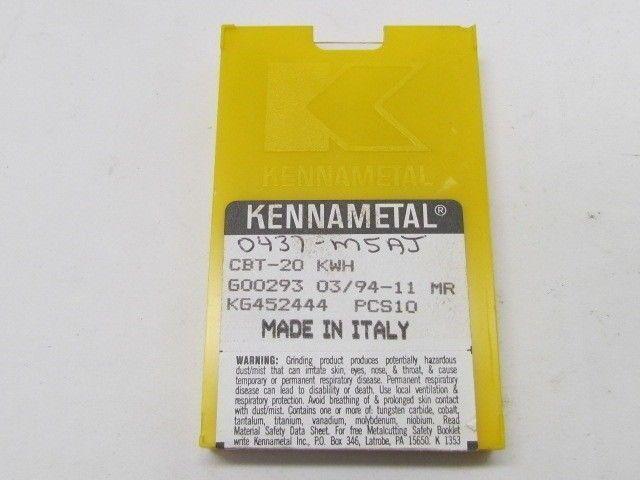 KENNAMETAL
KENNAMETAL®
0437-M5AJ
CBT-20 KWH
G00293 03/94-11 MR
KG452444 PCS10
MADE IN ITALY
WARNING: Grinding product produces potentially hazardous
dust/mist that can irritate skin, eyes, nose, & throat, & cause
temporary or permanent respiratory disease. Permanent respiratory
disease can lead to disability or death. Use local ventilation &
respiratory protection. Avoid breathing of & prolonged skin contact
with dust/mist. Contains one or more of: tungsten carbide, cobalt,
tantalum, titanium, vanadium, molybdenum, niobium. Read
Material Safety Data Sheet. For free Metalcutting Safety Booklet
write Kennametal Inc., P.O. Box 346, Latrobe, PA 15650. K 1353